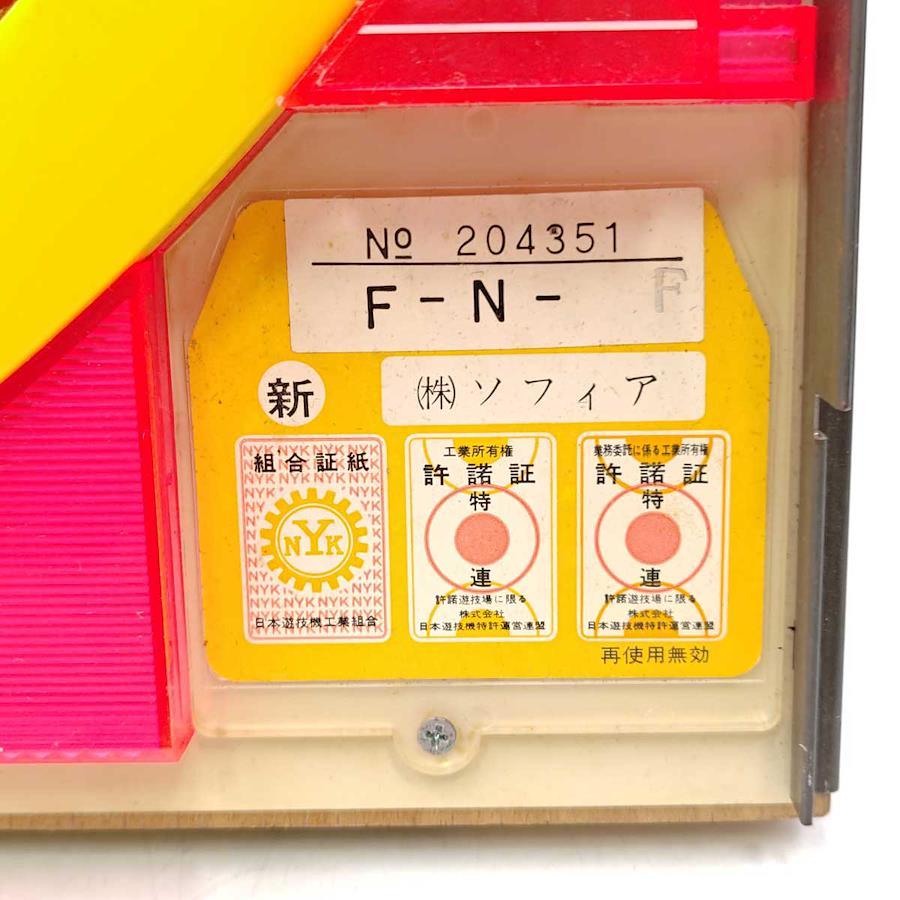 № 204351
F - N - F
新
㈱ソフィア
組合証紙
NYK
日本遊技機工業組合
工業所有権
許諾証
特
連
許諾遊技場に限る
株式会社
日本遊技機特許運営連盟
業務委託に係る工業所有権
許諾証
特
連
許諾遊技場に限る
株式会社
日本遊技機特許運営連盟
再使用無効